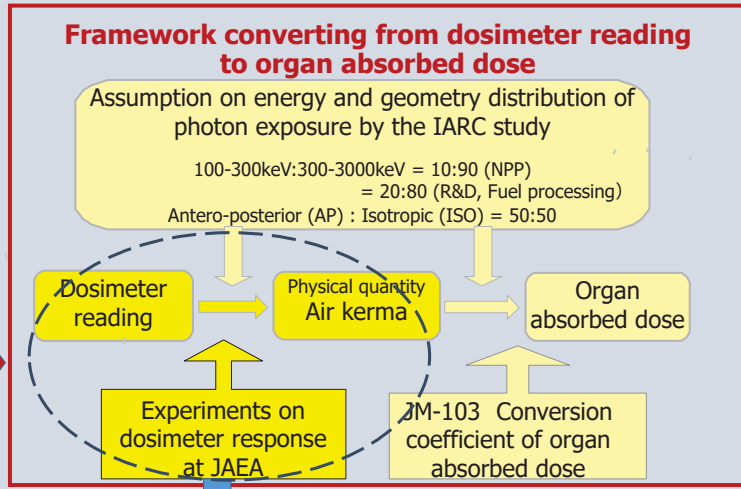 Framework converting from dosimeter reading
to organ absorbed dose
Assumption on energy and geometry distribution of
photon exposure by the IARC study
100-300keV:300-3000keV = 10:90 (NPP)
= 20:80 (R&D, Fuel processing)
Antero-posterior (AP) : Isotropic (ISO) = 50:50
Dosimeter
reading
Physical quantity
Air kerma
Organ
absorbed dose
Experiments on
dosimeter response
at JAEA
JM-103 Conversion
coefficient of organ
absorbed dose